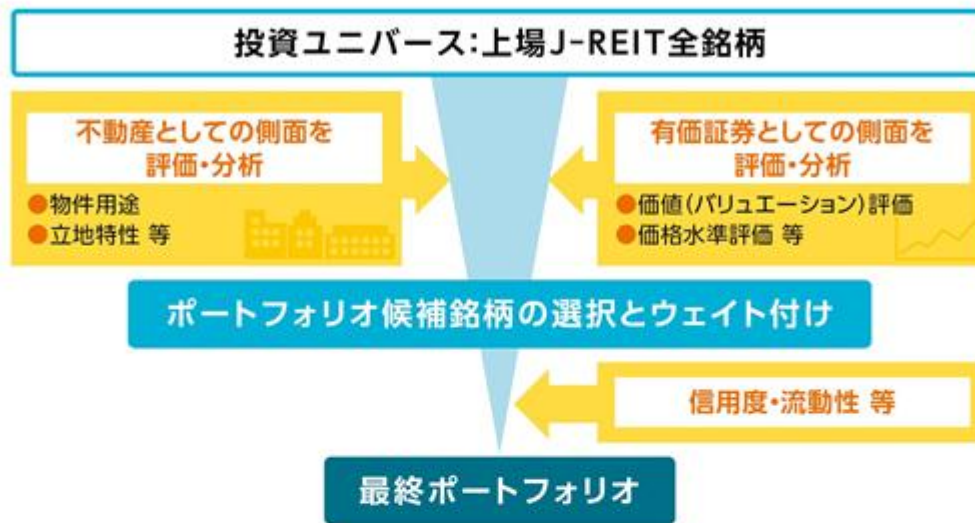 投資ユニバース:上場J-REIT全銘柄
不動産としての側面を
評価・分析
●物件用途
●立地特性 等
有価証券としての側面を
評価・分析
●価値(バリュエーション)評価
●価格水準評価 等
ポートフォリオ候補銘柄の選択とウェイト付け
信用度・流動性 等
最終ポートフォリオ